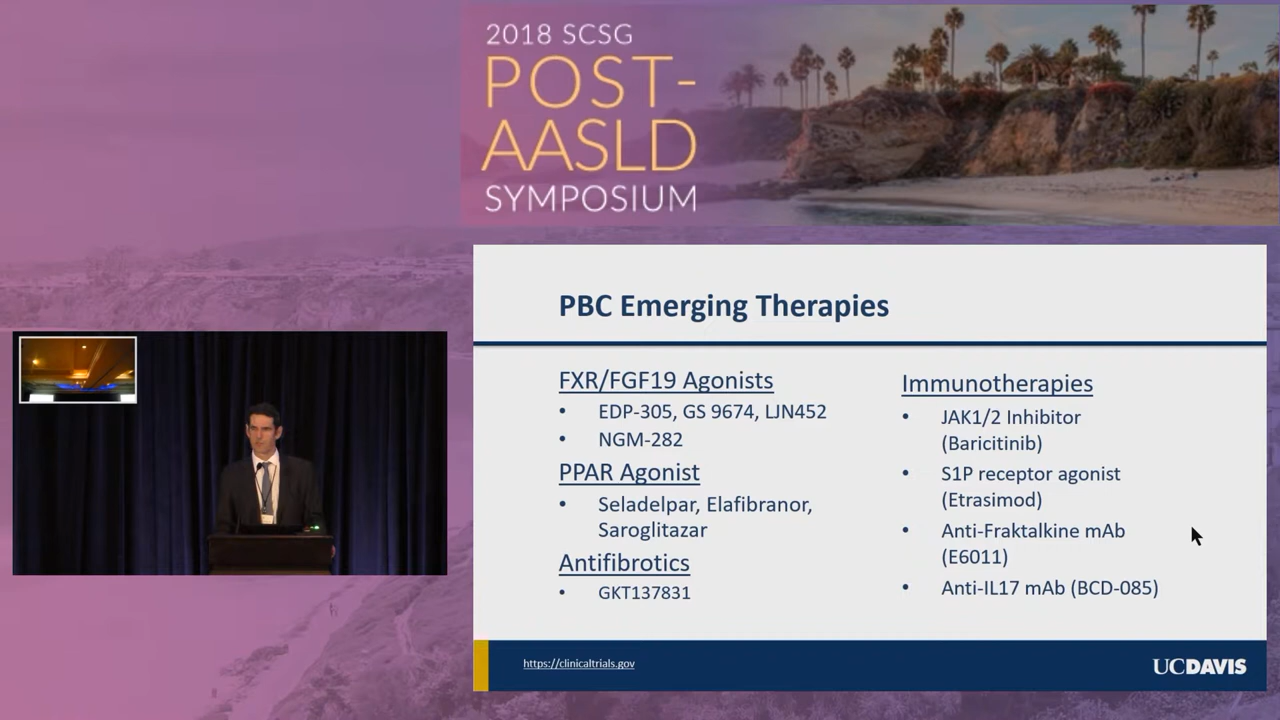 2018 SCSG
POST-
AASLD
SYMPOSIUM
PBC Emerging Therapies
FXR/FGF19 Agonists
• EDP-305, GS 9674, LJN452
• NGM-282
PPAR Agonist
• Seladelpar, Elafibranor,
Saroglitazar
Antifibrotics
• GKT137831
Immunotherapies
• JAK1/2 Inhibitor
(Baricitinib)
• S1P receptor agonist
(Etrasimod)
• Anti-Fraktalkine mAb
(E6011)
• Anti-IL17 mAb (BCD-085)
https://clinicaltrials.gov
UCDAVIS